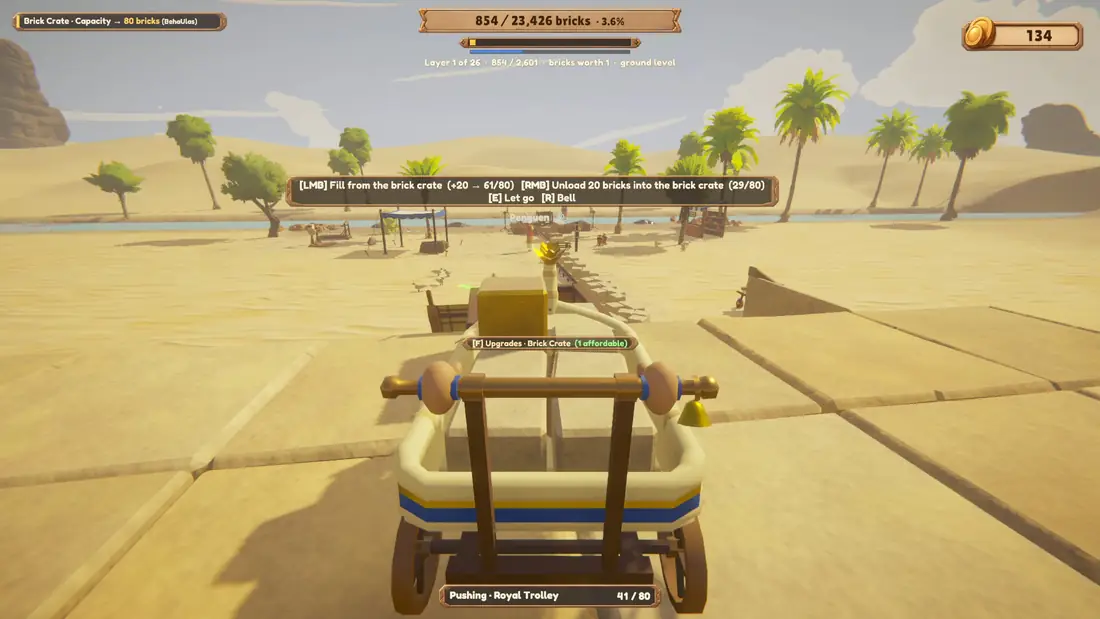 Brick Crate · Capacity → 80 bricks (BahaUlas)
854 / 23,426 bricks · 3.6%
134
Layer 1 of 26 · 854 / 2,601 · bricks worth 1 · ground level
[LMB] Fill from the brick crate (+20 → 61/80) [RMB] Unload 20 bricks into the brick crate (29/80)
[E] Let go [R] Bell
Penguen
[F] Upgrades · Brick Crate (1 affordable)
Pushing · Royal Trolley 41 / 80